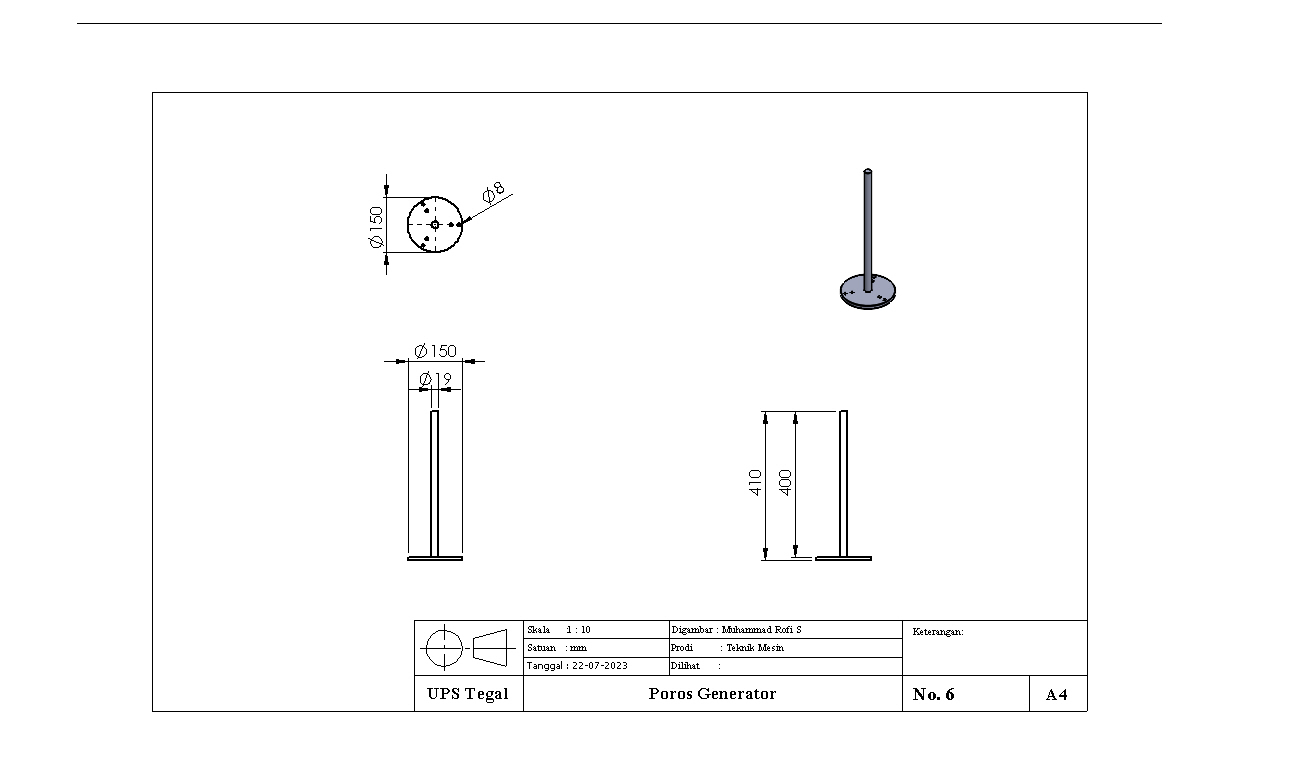 Ø150
Ø8
Ø150
Ø19
410
400
Skala :1 : 10
Digambar : Muhammad Rofi S
Keterangan:
Satuan : mm
Prodi : Teknik Mesin
Tanggal : 22-07-2023
Dilihat :
UPS Tegal
Poros Generator
No. 6
A4